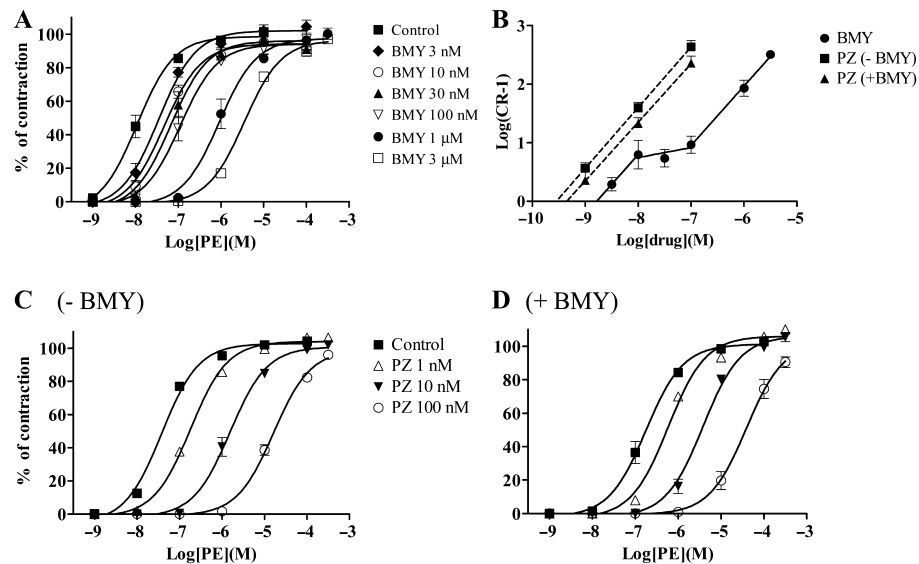 A
% of contraction
100
80
60
40
20
0
−9 −8 −7 −6 −5 −4 −3
Log[PE](M)
Control
BMY 3 nM
BMY 10 nM
BMY 30 nM
BMY 100 nM
BMY 1 µM
BMY 3 µM
B
Log(CR-1)
3
2
1
0
−10 −9 −8 −7 −6 −5
Log[drug](M)
BMY
PZ (- BMY)
PZ (+BMY)
C (- BMY)
% of contraction
100
80
60
40
20
0
−9 −8 −7 −6 −5 −4 −3
Log[PE](M)
Control
PZ 1 nM
PZ 10 nM
PZ 100 nM
D (+ BMY)
100
80
60
40
20
0
−9 −8 −7 −6 −5 −4 −3
Log[PE](M)